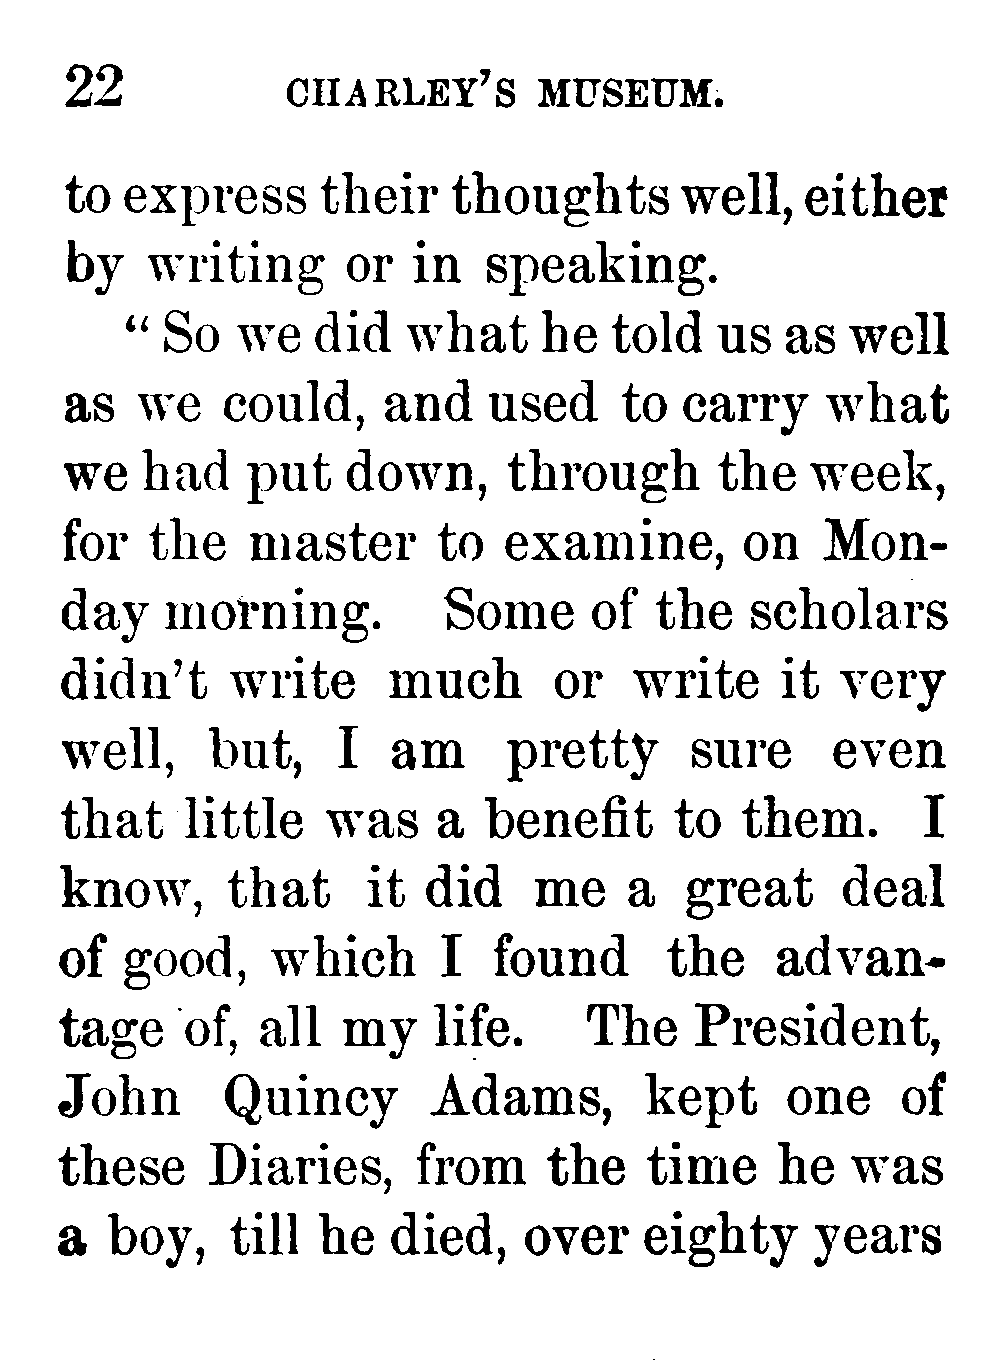 22 CHARLEY'S MUSEUM.
to express their thoughts well, either
by writing or in speaking.
“ So we did what he told us as well
as we could, and used to carry what
we had put down, through the week,
for the master to examine, on Mon-
day morning. Some of the scholars
didn't write much or write it very
well, but, I am pretty sure even
that little was a benefit to them. I
know, that it did me a great deal
of good, which I found the advan-
tage of, all my life. The President,
John Quincy Adams, kept one of
these Diaries, from the time he was
a boy, till he died, over eighty years